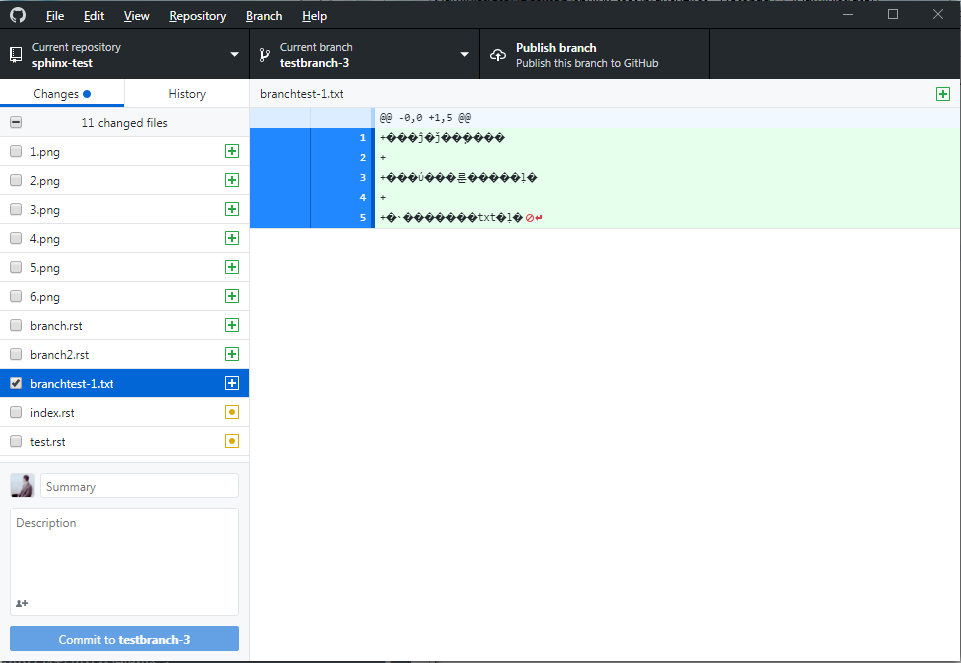 File Edit View Repository Branch Help
Current repository
sphinx-test
Current branch
testbranch-3
Publish branch
Publish this branch to GitHub
Changes
History
11 changed files
1.png
2.png
3.png
4.png
5.png
6.png
branch.rst
branch2.rst
branchtest-1.txt
index.rst
test.rst
Summary
Description
Commit to testbranch-3
branchtest-1.txt
@@ -0,0 +1,5 @@
1
2 +
3
4 +
5 txt